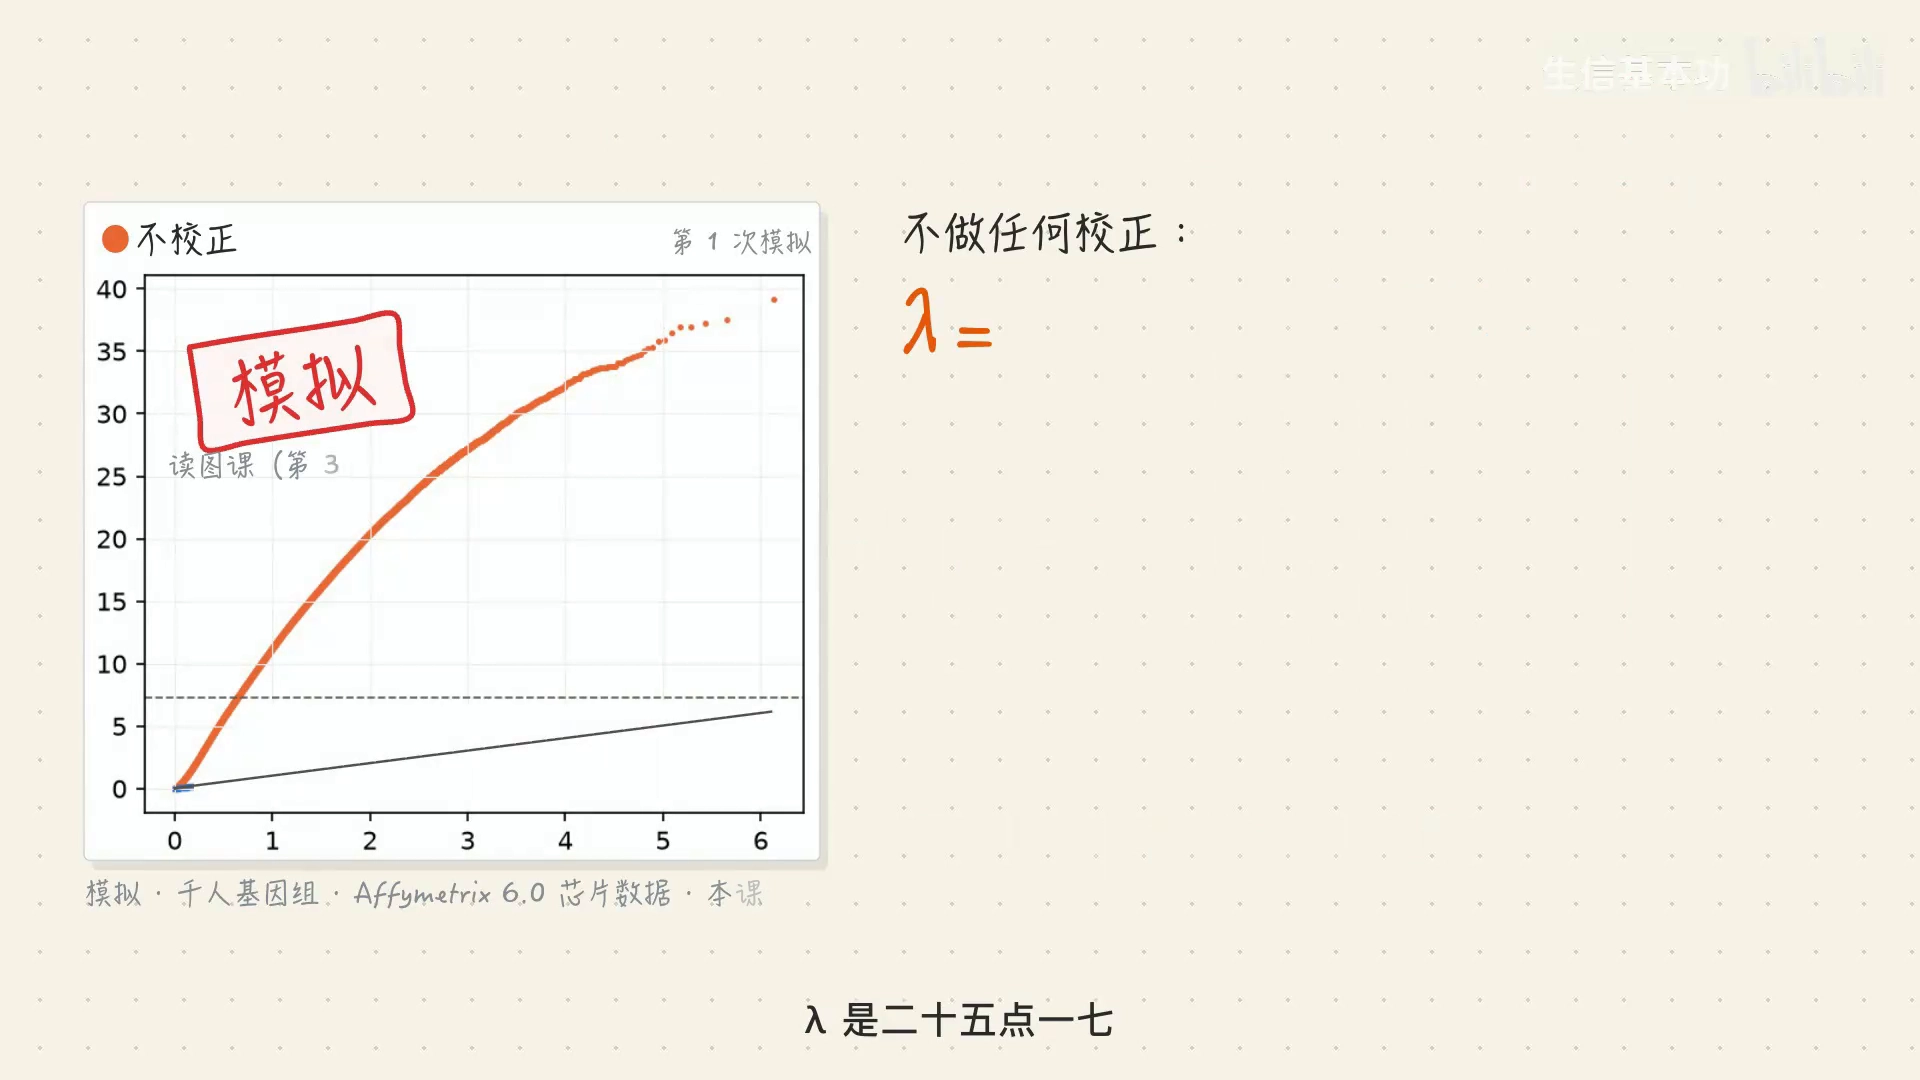 生信基本功 bilibili
不校正
第 1 次模拟
不做任何校正：
λ=
40
35
30
25
20
15
10
5
0
模拟
读图课（第 3
0 1 2 3 4 5 6
模拟 · 千人基因组 · Affymetrix 6.0 芯片数据 · 本课
λ 是二十五点一七